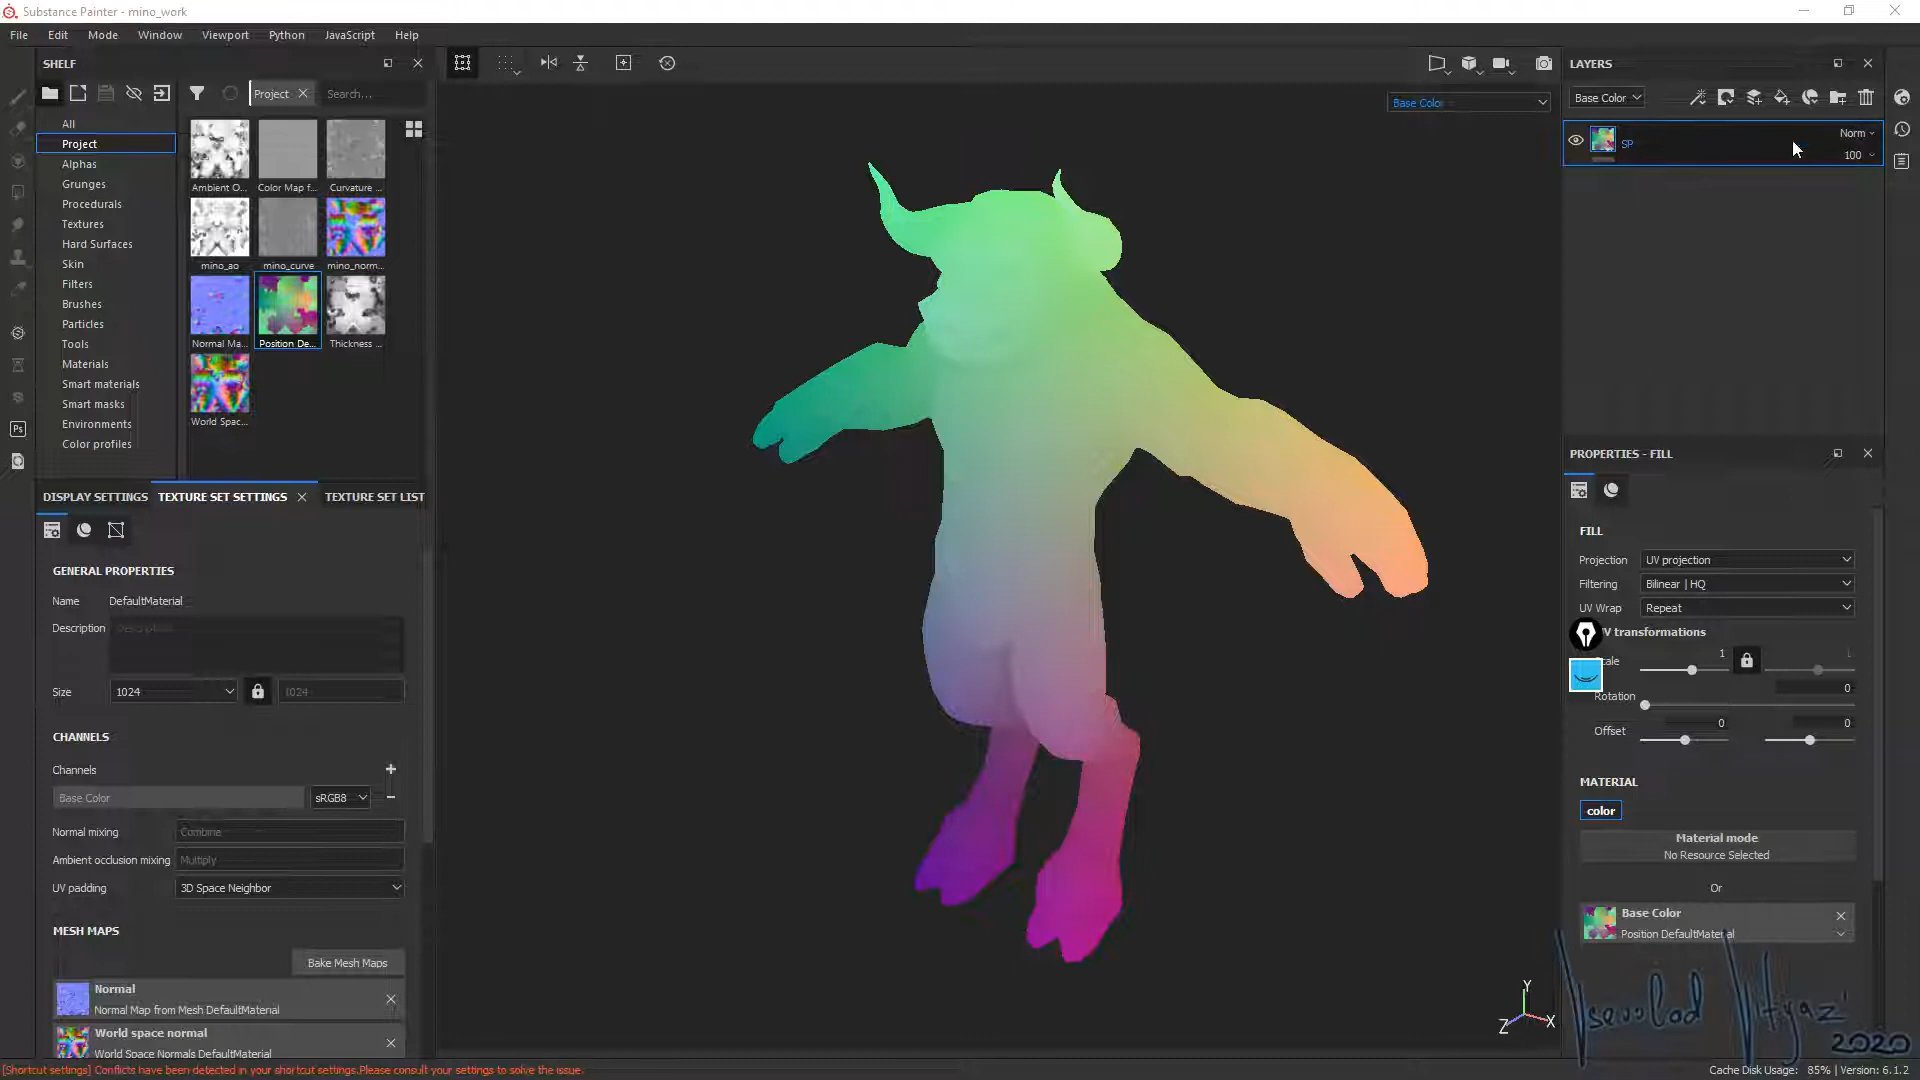 Substance Painter - mino_work
File Edit Mode Window Viewport Python JavaScript Help
SHELF
Project
Search...
All
Project
Alphas
Grunges
Procedurals
Textures
Hard Surfaces
Skin
Filters
Brushes
Particles
Tools
Materials
Smart materials
Smart masks
Environments
Color profiles
Ambient O...
Color Map f...
Curvature ...
mino_ao
mino_curve
mino_norm...
Normal Ma...
Position De...
Thickness ...
World Spac...
Ps
DISPLAY SETTINGS
TEXTURE SET SETTINGS
TEXTURE SET LIST
GENERAL PROPERTIES
Name DefaultMaterial
Description Description
Size 1024 1024
CHANNELS
Channels
Base Color sRGB8
Normal mixing Combine
Ambient occlusion mixing Multiply
UV padding 3D Space Neighbor
MESH MAPS
Bake Mesh Maps
Normal
Normal Map from Mesh DefaultMaterial
World space normal
World Space Normals DefaultMaterial
Base Color
Y
Z
X
LAYERS
Base Color
SP
Norm
100
PROPERTIES - FILL
FILL
Projection UV projection
Filtering Bilinear | HQ
UV Wrap Repeat
V transformations
cale 1 1
Rotation 0
Offset 0 0
MATERIAL
color
Material mode
No Resource Selected
Or
Base Color
Position DefaultMaterial
2020
[Shortcut settings] Conflicts have been detected in your shortcut settings.Please consult your settings to solve the issue.
Cache Disk Usage: 85% | Version: 6.1.2